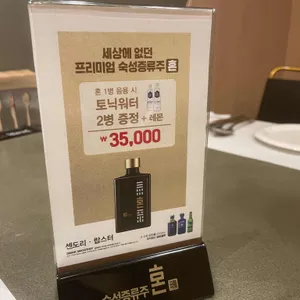 세상에 없던
프리미엄 숙성증류주 혼
혼 1병 음용 시
토닉워터
2병 증정 + 레몬
₩35,000
센도리 · 랍스터
숙성증류주 혼